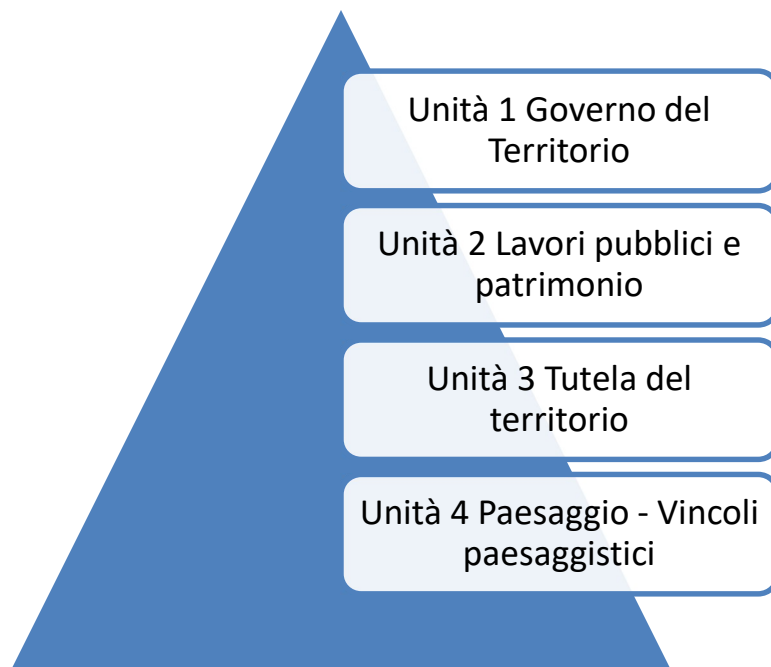 Unità 1 Governo del
Territorio
Unità 2 Lavori pubblici e
patrimonio
Unità 3 Tutela del
territorio
Unità 4 Paesaggio - Vincoli
paesaggistici